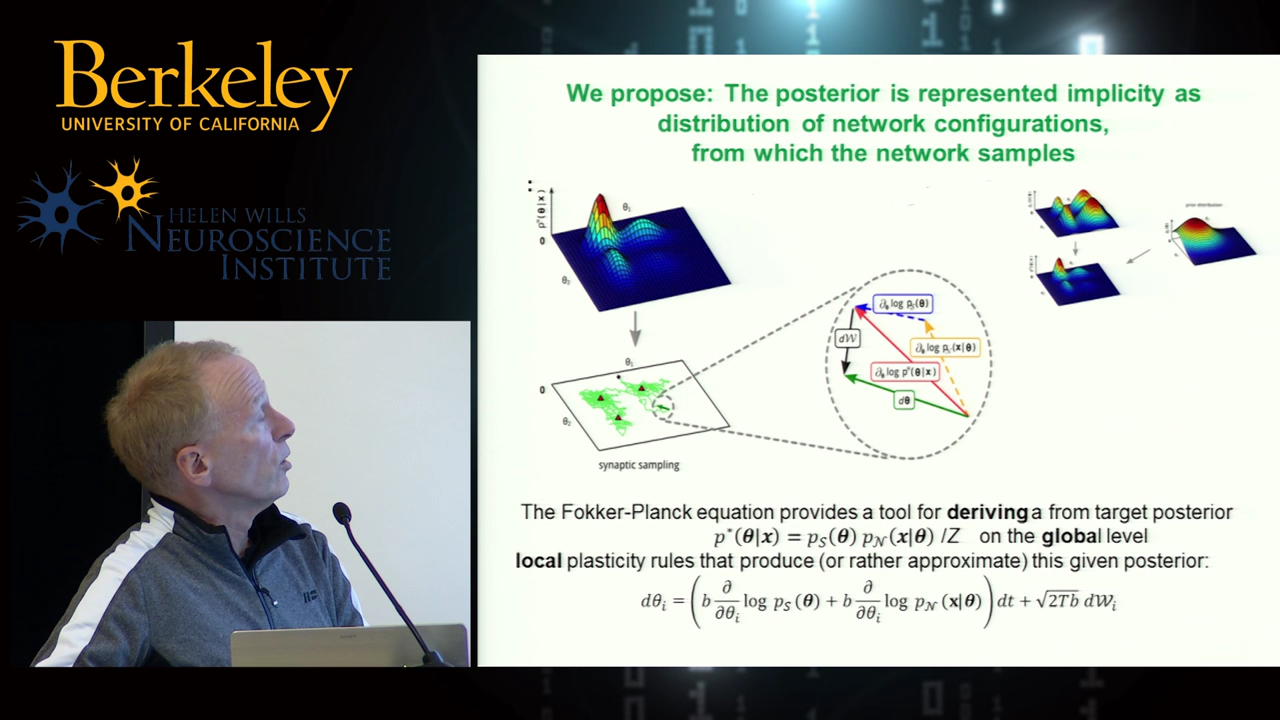 Berkeley
UNIVERSITY OF CALIFORNIA
HELEN WILLS
NEUROSCIENCE
INSTITUTE
We propose: The posterior is represented implicity as
distribution of network configurations,
from which the network samples
p*(θ|x)
0
θ₁
θ₂
prior distribution
∂θ log pS(θ)
dW
∂θ log pN(x|θ)
∂θ log p*(θ|x)
dθ
θ₁
0
θ₂
synaptic sampling
The Fokker-Planck equation provides a tool for deriving a from target posterior
p*(θ|x) = pS(θ) pN(x|θ) /Z on the global level
local plasticity rules that produce (or rather approximate) this given posterior:
dθi = (b ∂/∂θi log pS(θ) + b ∂/∂θi log pN(x|θ)) dt + √2Tb dWi